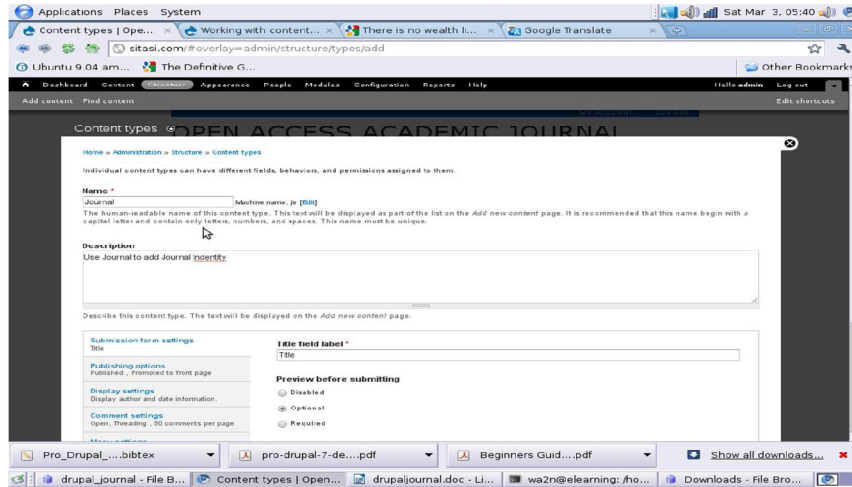 Applications Places System Sat Mar 3, 05:40
Content types | Ope... Working with content... There is no wealth li... Google Translate
sitasi.com/#overlay=admin/structure/types/add
Ubuntu 9.04 am... The Definitive G... Other Bookmarks
Dashboard Content Structure Appearance People Modules Configuration Reports Help Hello admin Log out
Add content Find content Edit shortcuts
MY ACCOUNT LOG OUT
Content types OPEN ACCESS ACADEMIC JOURNAL
Home » Administration » Structure » Content types
Individual content types can have different fields, behaviors, and permissions assigned to them.
Name *
Journal Machine name: jo [Edit]
The human-readable name of this content type. This text will be displayed as part of the list on the Add new content page. It is recommended that this name begin with a
capital letter and contain only letters, numbers, and spaces. This name must be unique.
Description
Use Journal to add Journal Indentity
Describe this content type. The text will be displayed on the Add new content page.
Submission form settings
Title
Publishing options
Published , Promoted to front page
Display settings
Display author and date information.
Comment settings
Open, Threading , 50 comments per page
Menu settings
Title field label *
Title
Preview before submitting
Disabled
Optional
Required
Pro_Drupal_....bibtex pro-drupal-7-de....pdf Beginners Guid....pdf Show all downloads...
drupal_journal - File B... Content types | Open... drupaljournal.doc - Li... wa2n@elearning: /ho... Downloads - File Bro...